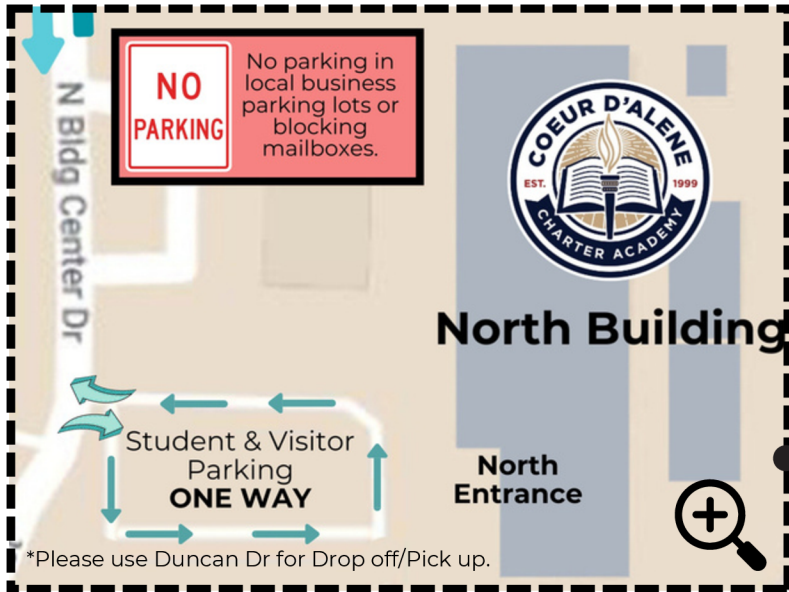 N Bldg Center Dr
NO
PARKING
No parking in
local business
parking lots or
blocking
mailboxes.
COEUR D'ALENE
EST. 1999
CHARTER ACADEMY
North Building
Student & Visitor
Parking
ONE WAY
North
Entrance
*Please use Duncan Dr for Drop off/Pick up.